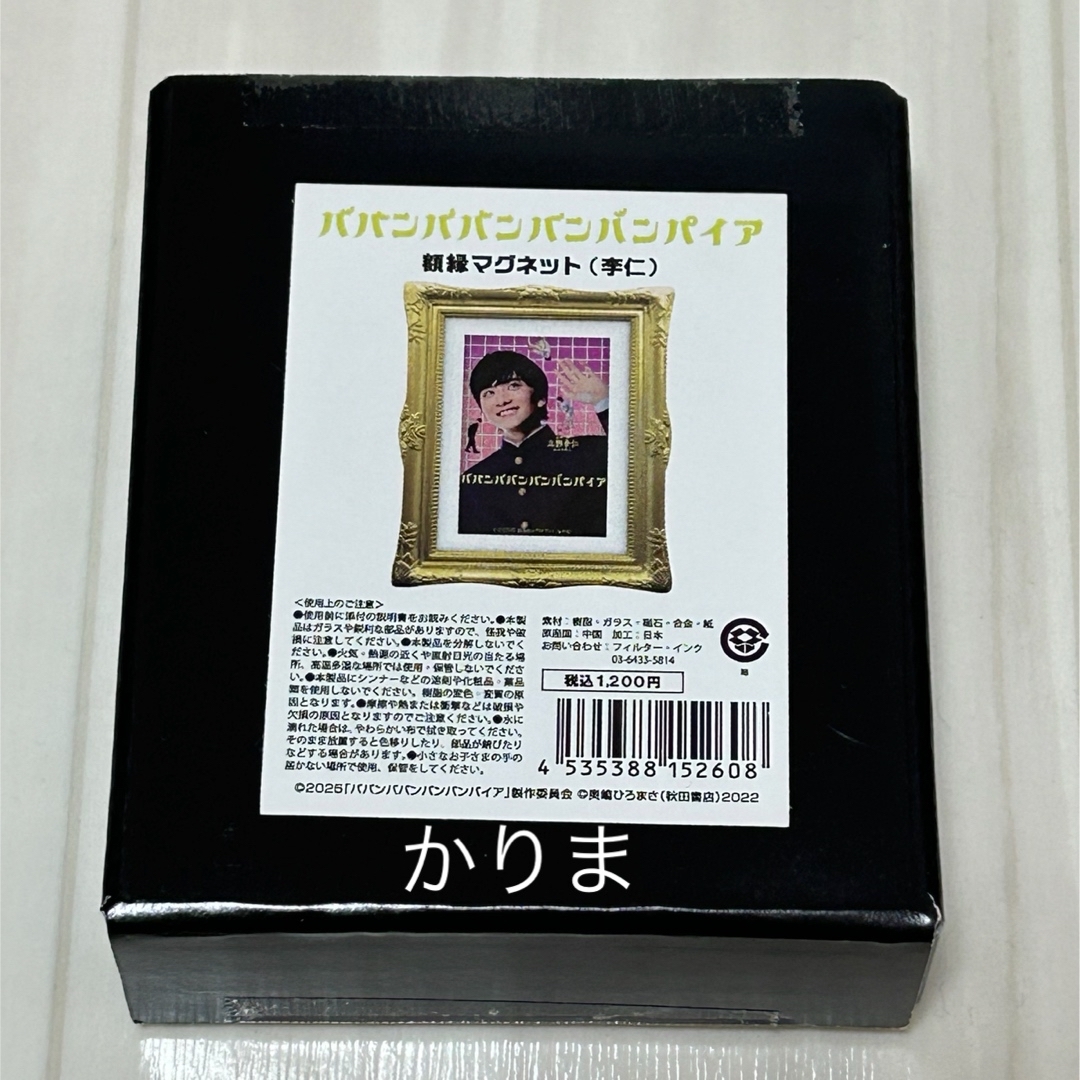 ババンババンバンバンパイア
額縁マグネット(李仁)
立野李仁
ババンババンバンバンパイア
<使用上のご注意>
●使用前に添付の説明書をお読みください。●本製
品はガラスや鋭利な部品がありますので、怪我や破
損に注意してください。●本製品を分解しないでく
ださい。●火気・熱源の近くや直射日光の当たる場
所、高温多湿な場所では使用・保管しないでくださ
い。●本製品にシンナーなどの溶剤や化粧品・薬品
類を使用しないでください。樹脂の変色・変質の原
因となります。●摩擦や熱または衝撃などは破損や
欠損の原因となりますのでご注意ください。●水に
濡れた場合は、やわらかい布で拭き取ってください。
そのまま放置すると色移りしたり、部品が錆びたり
などする場合があります。●小さなお子さまの手の
届かない場所で使用、保管をしてください。
素材:樹脂・ガラス・磁石・合金・紙
原産国:中国 加工:日本
お問い合わせ:フィルター・インク
03-6433-5814
箱
税込1,200円
4 535388 152608
©2025「ババンババンバンバンパイア」製作委員会 ©奥嶋ひろまさ(秋田書店)2022
かりま